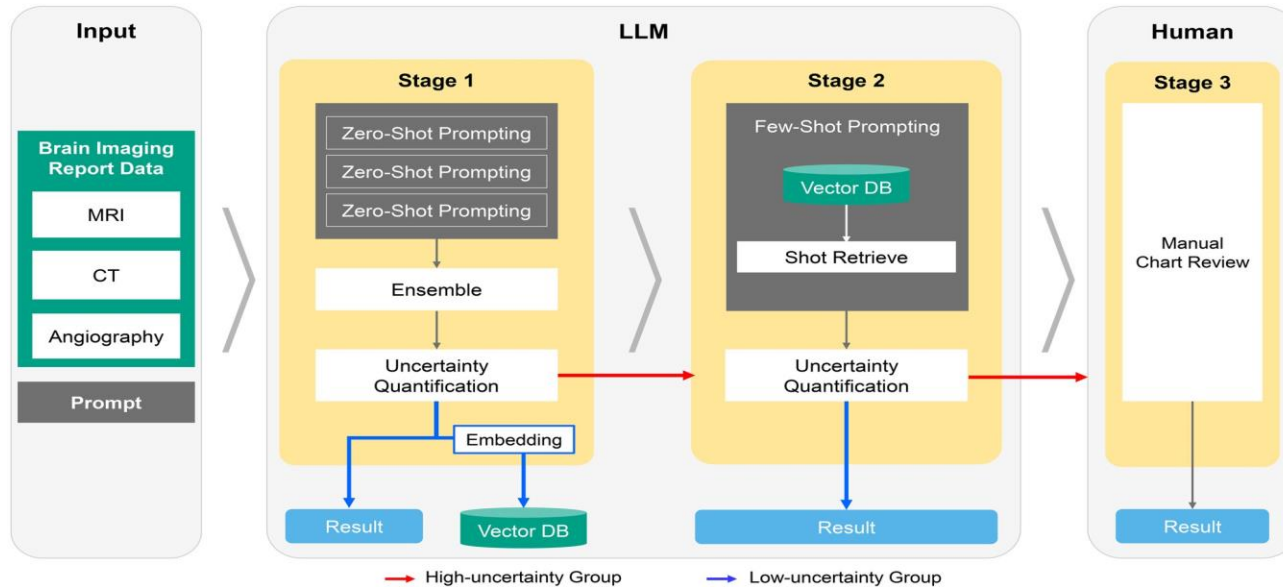 Input
Brain Imaging
Report Data
MRI
CT
Angiography
Prompt
LLM
Stage 1
Zero-Shot Prompting
Zero-Shot Prompting
Zero-Shot Prompting
Ensemble
Uncertainty
Quantification
Embedding
Result
Vector DB
Stage 2
Few-Shot Prompting
Vector DB
Shot Retrieve
Uncertainty
Quantification
Result
Human
Stage 3
Manual
Chart Review
Result
High-uncertainty Group
Low-uncertainty Group